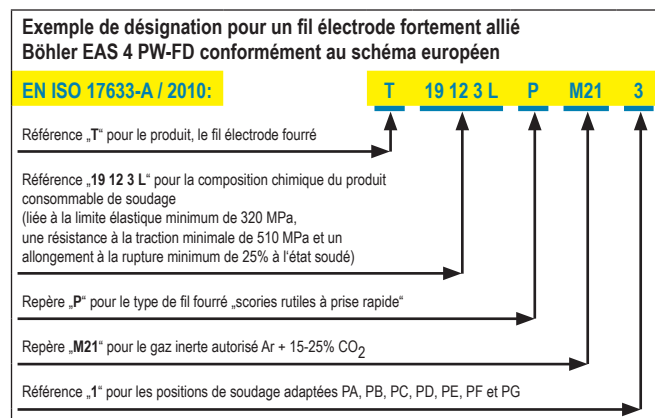 Exemple de désignation pour un fil électrode fortement allié
Böhler EAS 4 PW-FD conformément au schéma européen
EN ISO 17633-A / 2010: T 19 12 3 L P M21 3
Référence „T“ pour le produit, le fil électrode fourré
Référence „19 12 3 L“ pour la composition chimique du produit
consommable de soudage
(liée à la limite élastique minimum de 320 MPa,
une résistance à la traction minimale de 510 MPa et un
allongement à la rupture minimum de 25% à l‘état soudé)
Repère „P“ pour le type de fil fourré „scories rutiles à prise rapide“
Repère „M21“ pour le gaz inerte autorisé Ar + 15-25% CO2
Référence „1“ pour les positions de soudage adaptées PA, PB, PC, PD, PE, PF et PG